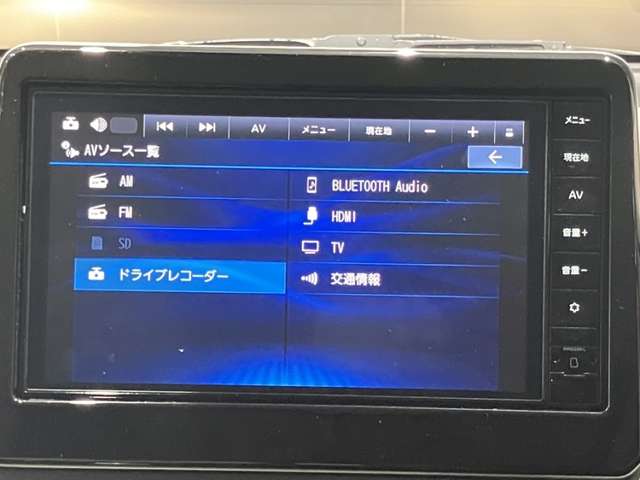 AV メニュー 現在地 − +
AVソース一覧
AM
FM
SD
ドライブレコーダー
BLUETOOTH Audio
HDMI
TV
交通情報
メニュー
現在地
AV
音量+
音量−